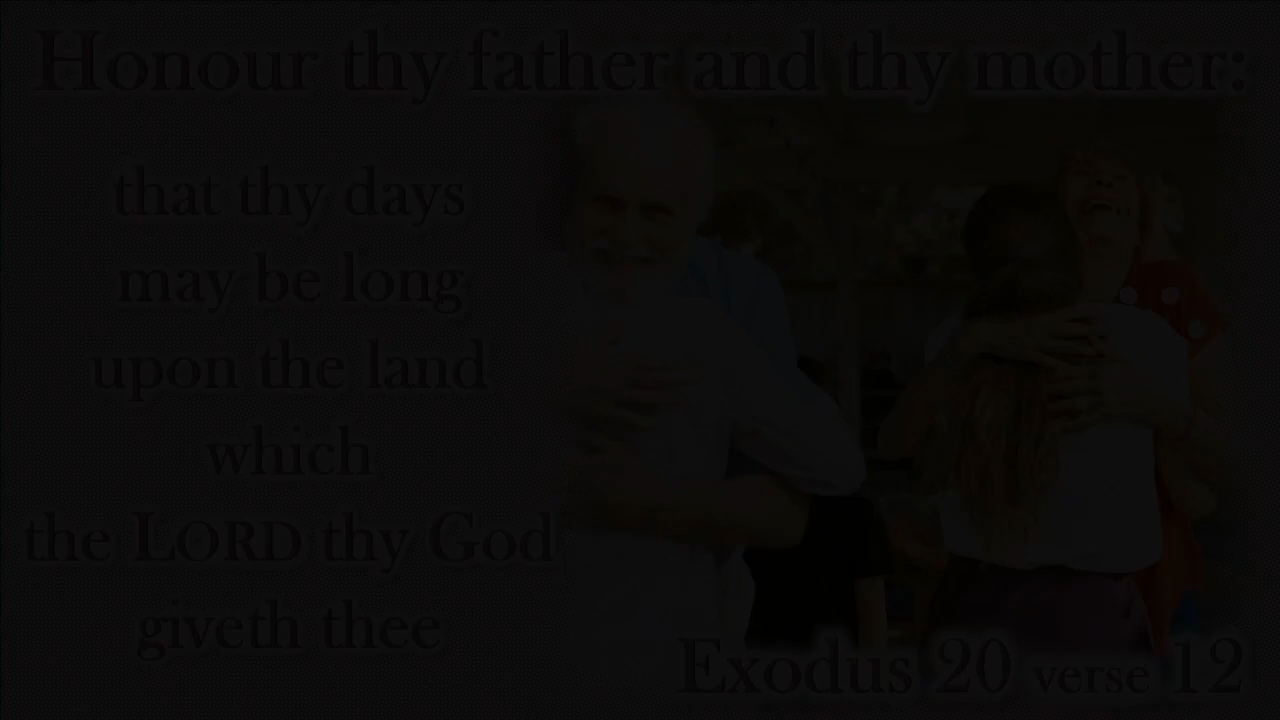 Honour thy father and thy mother:
that thy days
may be long
upon the land
which
the LORD thy God
giveth thee
Exodus 20 verse 12